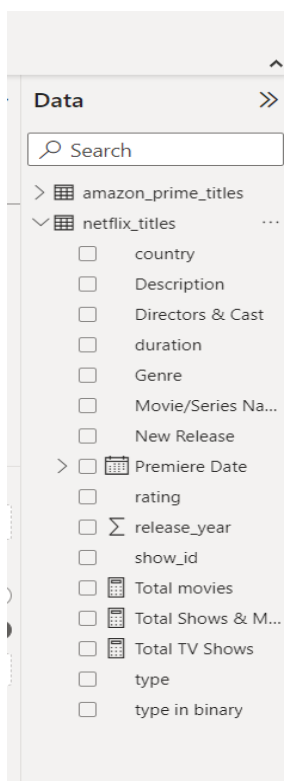 Data
Search
amazon_prime_titles
netflix_titles
country
Description
Directors & Cast
duration
Genre
Movie/Series Na...
New Release
Premiere Date
rating
release_year
show_id
Total movies
Total Shows & M...
Total TV Shows
type
type in binary